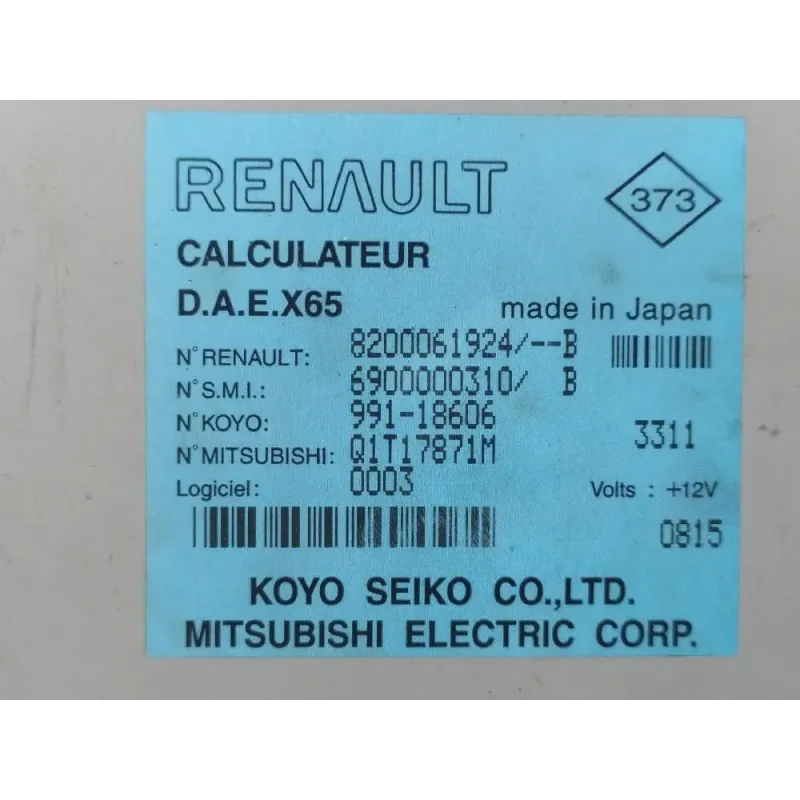 RENAULT
373
CALCULATEUR
D.A.E.X65
made in Japan
N° RENAULT: 8200061924/--B
N° S.M.I.: 6900000310/ B
N° KOYO: 991-18606
3311
N° MITSUBISHI: Q1T17871M
Logiciel: 0003
Volts : +12V
0815
KOYO SEIKO CO.,LTD.
MITSUBISHI ELECTRIC CORP.